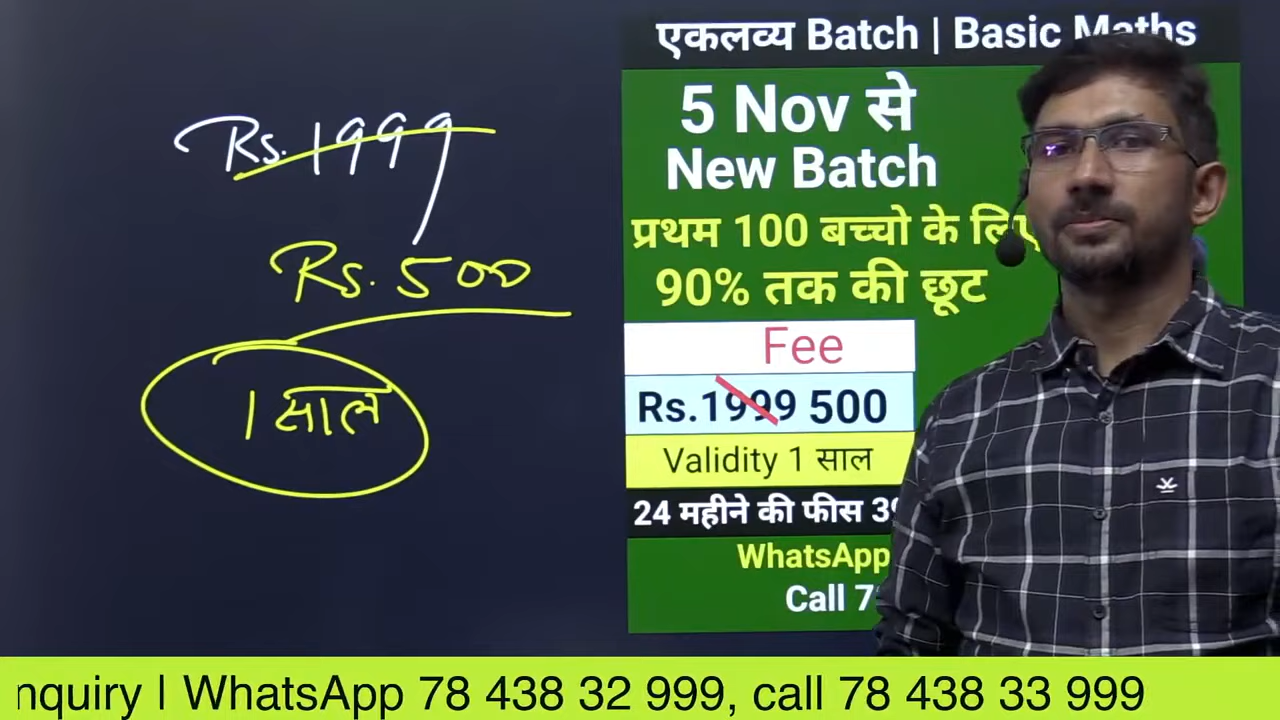 Rs. 1999
Rs. 500
1 साल
एकलव्य Batch | Basic Maths
5 Nov से
New Batch
प्रथम 100 बच्चो के लिए
90% तक की छूट
Fee
Rs.1999 500
Validity 1 साल
24 महीने की फीस
WhatsApp
Call
nquiry | WhatsApp 78 438 32 999, call 78 438 33 999